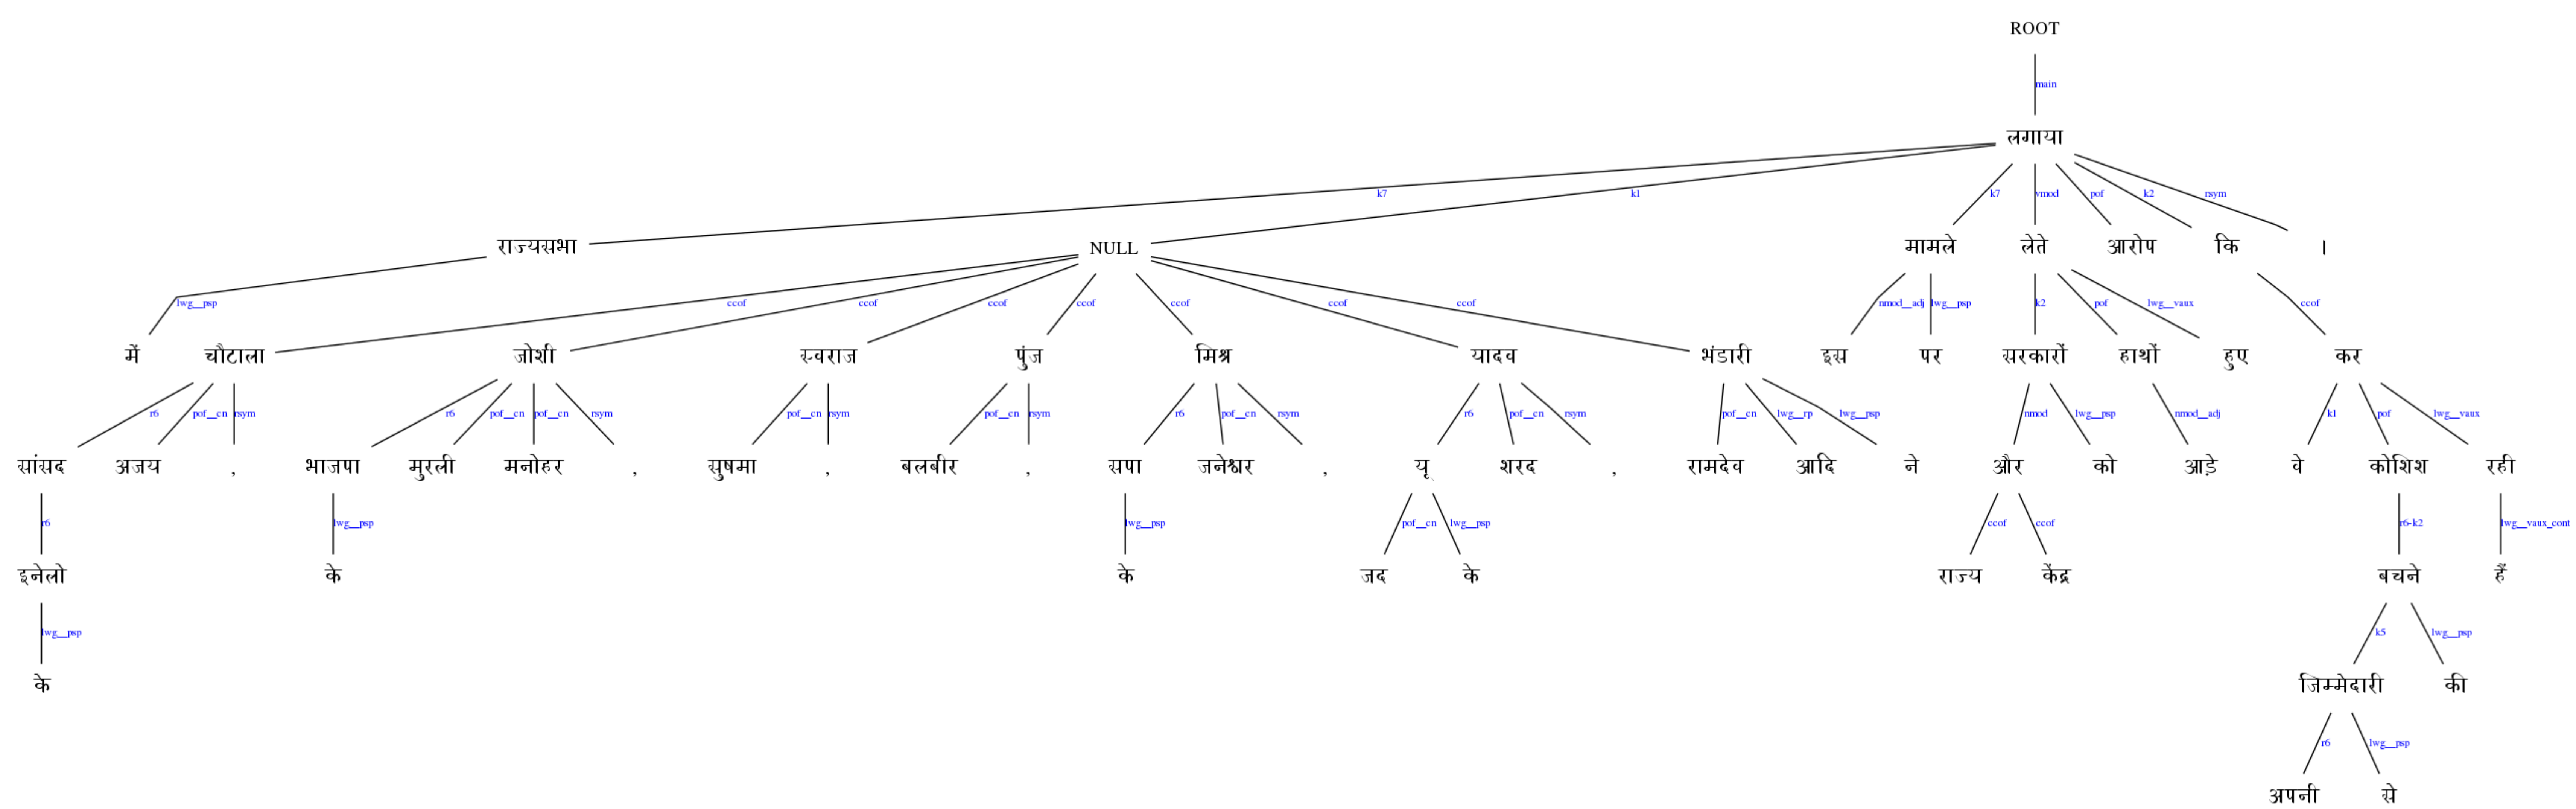 ROOT
main
लगाया
k7 k1 k7 vmod pof k2 rsym
राज्यसभा NULL मामले लेते आरोप कि ।
lwg__psp ccof ccof ccof ccof ccof ccof ccof nmod__adj lwg__psp k2 pof lwg__vaux ccof
में चौटाला जोशी स्वराज पुंज मिश्र यादव भंडारी इस पर सरकारों हाथों हुए कर
r6 pof__cn rsym r6 pof__cn pof__cn rsym pof__cn rsym pof__cn rsym r6 pof__cn rsym r6 pof__cn rsym pof__cn lwg__rp lwg__psp nmod lwg__psp nmod__adj k1 pof lwg__vaux
सांसद अजय , भाजपा मुरली मनोहर , सुषमा , बलबीर , सपा जनेश्वर , यू शरद , रामदेव आदि ने और को आड़े वे कोशिश रही
r6 lwg__psp lwg__psp pof__cn lwg__psp ccof ccof r6-k2 lwg__vaux_cont
इनेलो के के जद के राज्य केंद्र बचने हैं
lwg__psp k5 lwg__psp
के जिम्मेदारी की
r6 lwg__psp
अपनी से